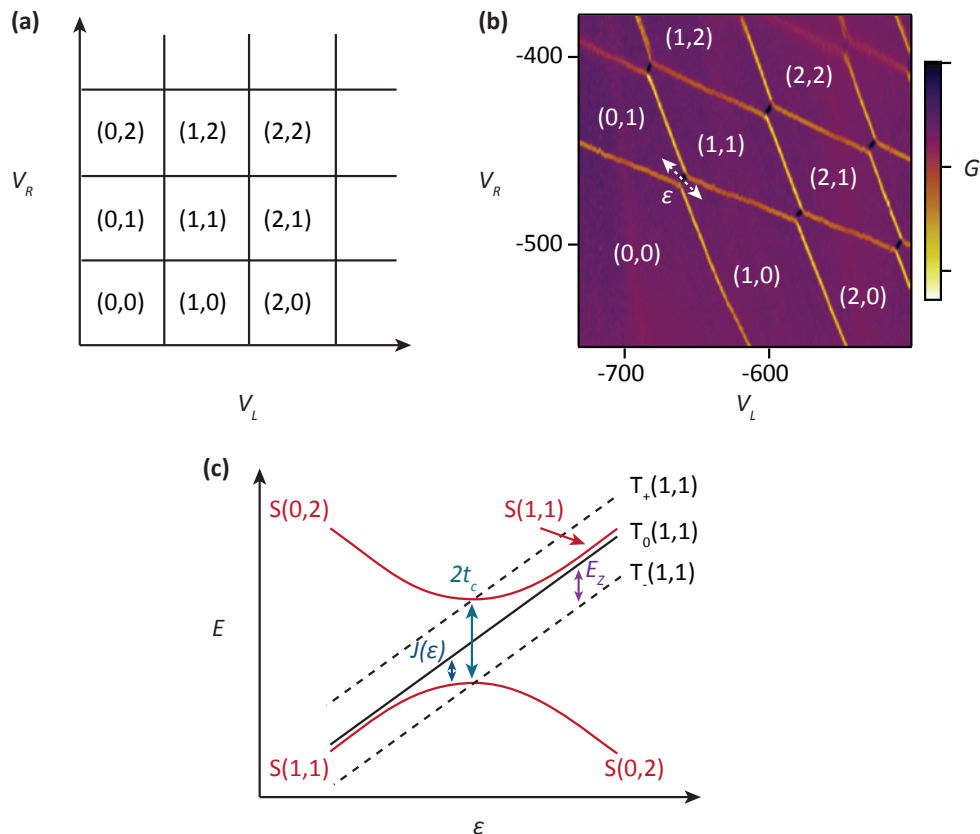 (a)
(0,2) (1,2) (2,2)
V_R
(0,1) (1,1) (2,1)
(0,0) (1,0) (2,0)
V_L
(b)
-400
(1,2)
(2,2)
(0,1)
(1,1)
V_R
G
(2,1)
ε
-500
(0,0)
(1,0)
(2,0)
-700 -600
V_L
(c)
S(0,2)
S(1,1)
T_+(1,1)
T_0(1,1)
2t_c
E_Z
T_-(1,1)
E
J(ε)
S(1,1)
S(0,2)
ε